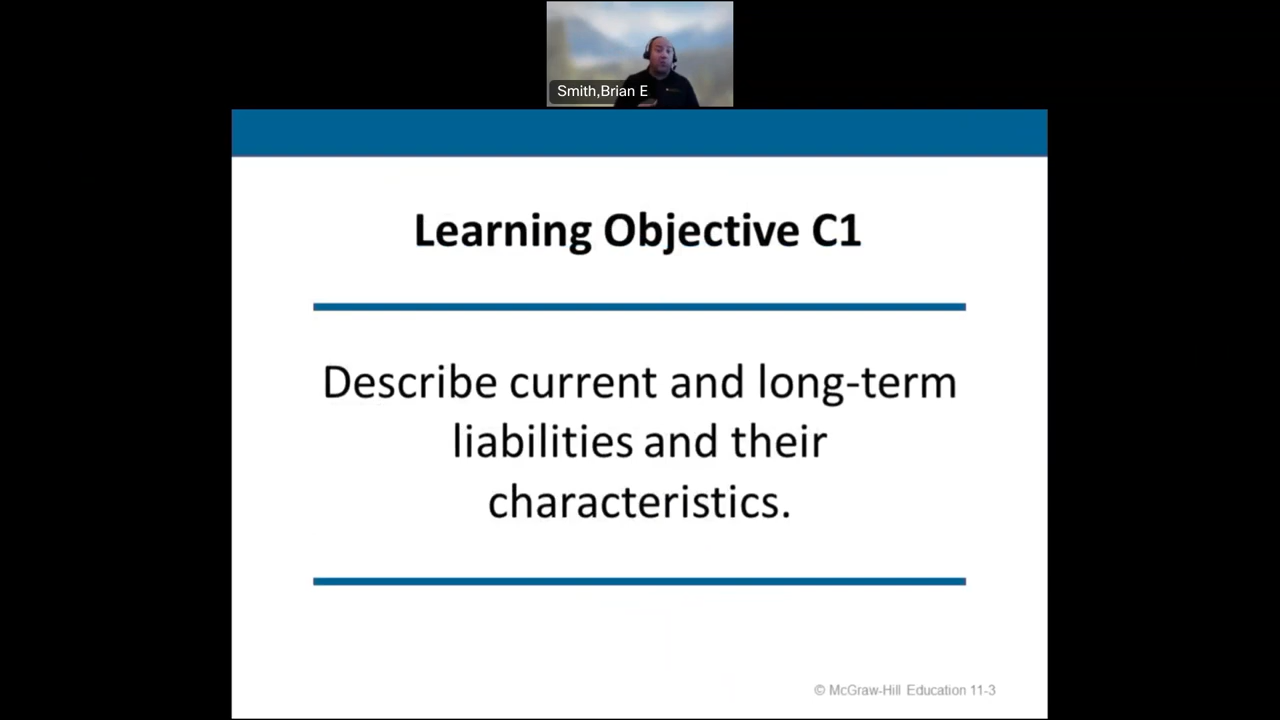 Smith,Brian E
Learning Objective C1
Describe current and long-term
liabilities and their
characteristics.
© McGraw-Hill Education 11-3